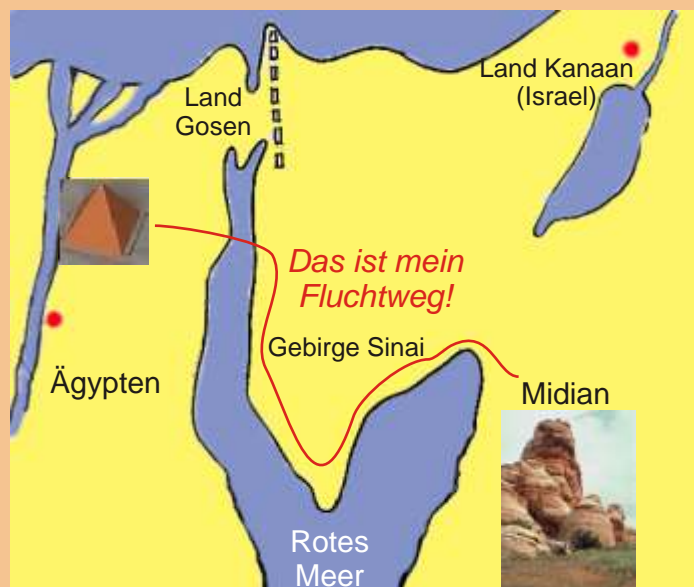 Land Kanaan
(Israel)
Land
Gosen
Das ist mein
Fluchtweg!
Gebirge Sinai
Ägypten
Midian
Rotes
Meer